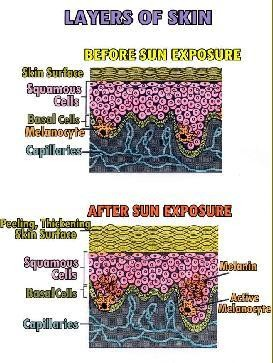 LAYERS OF SKIN
BEFORE SUN EXPOSURE
Skin Surface
Squamous
Cells
Basal Cells
Melanocyte
Capillaries
AFTER SUN EXPOSURE
Peeling, Thickening
Skin Surface
Squamous
Cells
Basal Cells
Capillaries
Melanin
Active
Melanocyte